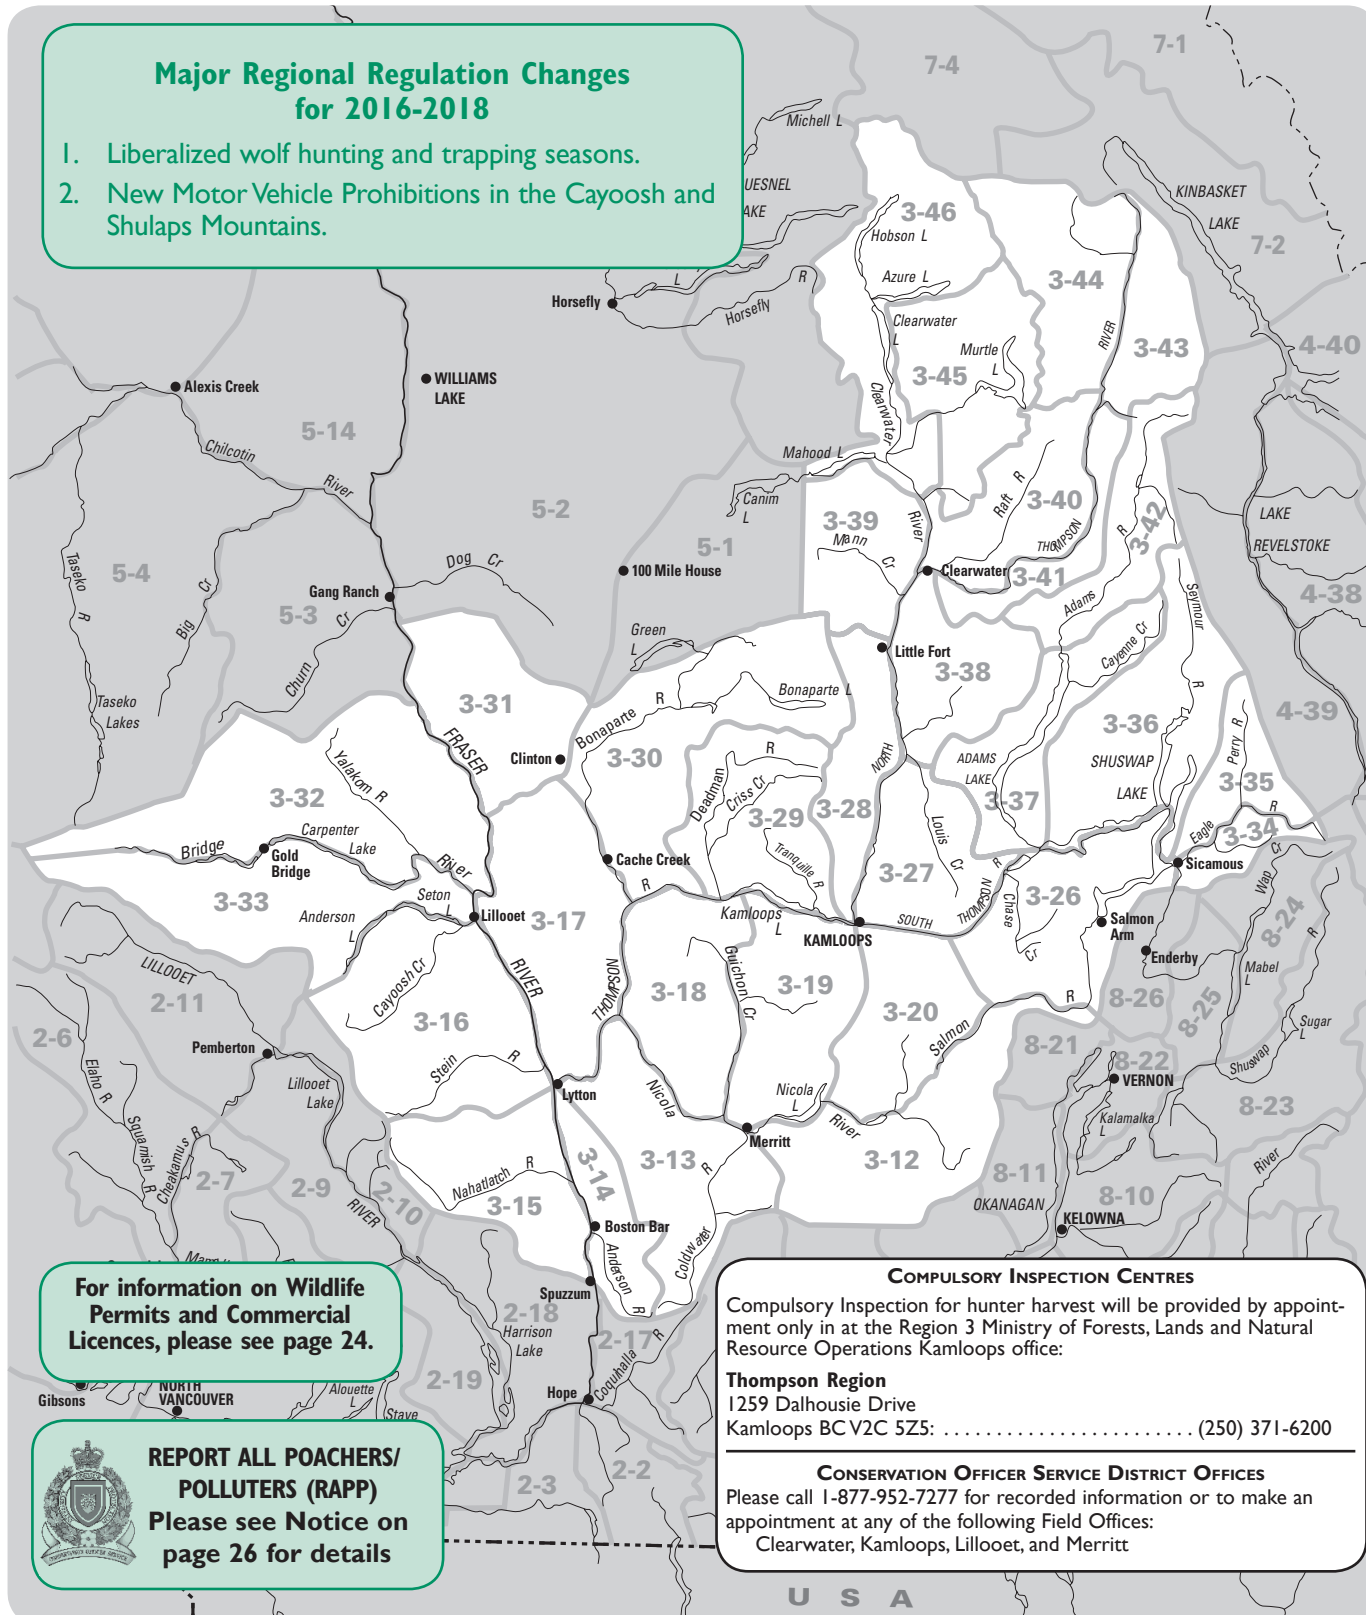 Major Regional Regulation Changes
for 2016-2018
1. Liberalized wolf hunting and trapping seasons.
2. New Motor Vehicle Prohibitions in the Cayoosh and
Shulaps Mountains.
7-1
7-4
Michell L
UESNEL
AKE
KINBASKET
LAKE
7-2
3-46
Hobson L
Azure L
3-44
L
R
Horsefly
Horsefly
Clearwater
L
Murtle
L
3-45
RIVER
3-43
4-40
Alexis Creek
WILLIAMS
LAKE
Clearwater
5-14
Chilcotin
River
Mahood L
Canim
L
5-2
5-1
3-39
Mann
Cr
River
Raft R
3-40
THOMPSON
3-42
LAKE
REVELSTOKE
5-4
Taseko
R
Big
Cr
5-3
Gang Ranch
Dog Cr
100 Mile House
Clearwater
3-41
R
Adams
Seymour
R
4-38
Churn
Cr
Green
L
Little Fort
Cayenne Cr
3-38
Taseko
Lakes
3-31
FRASER
Bonaparte R
Bonaparte L
3-36
4-39
Clinton
3-30
Yalakom R
3-32
Deadman
R
Criss Cr
3-29
Tranquille R
3-28
NORTH
ADAMS
LAKE
3-37
SHUSWAP
LAKE
Perry R
3-35
R
Bridge
Gold
Bridge
Carpenter
Lake
River
Cache Creek
R
Louis
Cr
3-27
R
Eagle
3-34
Sicamous
3-33
Anderson
L
Seton
L
Lillooet
3-17
Kamloops
L
KAMLOOPS
SOUTH
THOMPSON
Chase
Cr
3-26
Salmon
Arm
Wap
Cr
8-24
R
LILLOOET
2-11
Cayoosh Cr
RIVER
THOMPSON
3-18
Guichon
Cr
3-19
3-20
R
Enderby
8-26
Mabel
L
8-25
Sugar
L
2-6
Elaho R
Pemberton
3-16
Stein
R
Salmon
8-21
8-22
VERNON
Shuswap
Lillooet
Lake
Lytton
Nicola
Nicola
L
River
Merritt
Kalamalka
L
8-23
Squamish
R
Cheakamus R
2-7
2-9
2-10
RIVER
Nahatlatch R
3-15
3-14
3-13
R
Coldwater
3-12
8-11
OKANAGAN
8-10
KELOWNA
River
Boston Bar
Anderson
R
Spuzzum
For information on Wildlife
Permits and Commercial
Licences, please see page 24.
2-18
Harrison
Lake
2-17
R
Coquihalla
2-19
Hope
Gibsons
NORTH
VANCOUVER
Alouette
L
Stave
2-3
2-2
REPORT ALL POACHERS/
POLLUTERS (RAPP)
Please see Notice on
page 26 for details
COMPULSORY INSPECTION CENTRES
Compulsory Inspection for hunter harvest will be provided by appoint-
ment only in at the Region 3 Ministry of Forests, Lands and Natural
Resource Operations Kamloops office:
Thompson Region
1259 Dalhousie Drive
Kamloops BC V2C 5Z5: . . . . . . . . . . . . . . . . . . . . . . . . (250) 371-6200
CONSERVATION OFFICER SERVICE DISTRICT OFFICES
Please call 1-877-952-7277 for recorded information or to make an
appointment at any of the following Field Offices:
Clearwater, Kamloops, Lillooet, and Merritt
U S A